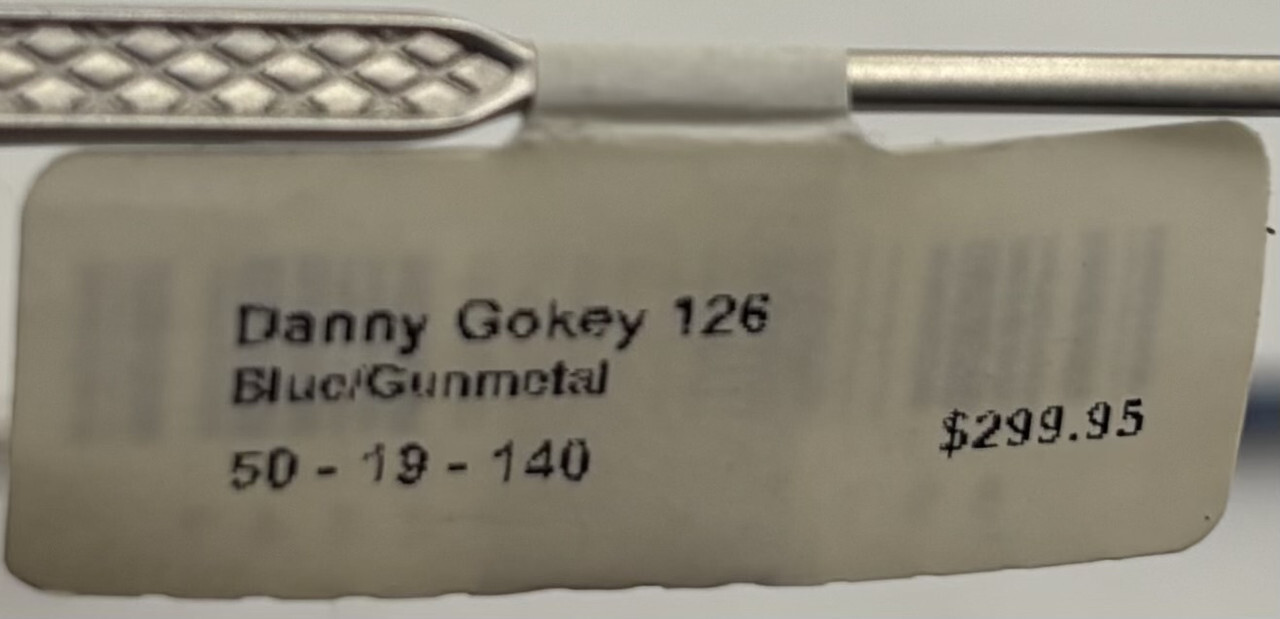 Danny Gokey 126
Blue/Gunmetal
50 - 19 - 140
$299.95